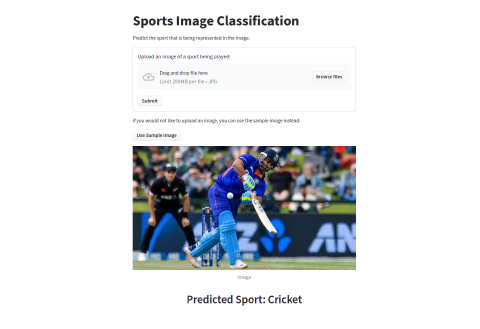 Sports Image Classification
Predict the sport that is being represented in the image.
Upload an image of a sport being played:
Drag and drop file here
Limit 200MB per file • JPG
Browse files
Submit
If you would not like to upload an image, you can use the sample image instead:
Use Sample Image
AN
Image
Predicted Sport: Cricket